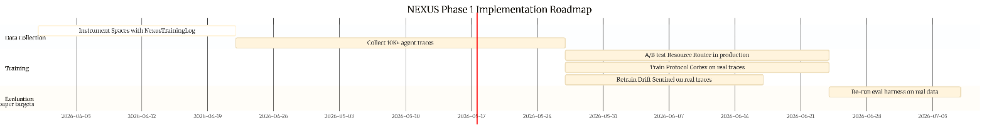 NEXUS Phase 1 Implementation Roadmap
Instrument Spaces with NexusTrainingLog
Data Collection
Collect 10K+ agent traces
A/B test Resource Router in production
Training
Train Protocol Cortex on real traces
Retrain Drift Sentinel on real traces
Re-run eval harness on real data
Evaluation
paper targets
2026-04-05 2026-04-12 2026-04-19 2026-04-26 2026-05-03 2026-05-10 2026-05-17 2026-05-24 2026-05-31 2026-06-07 2026-06-14 2026-06-21 2026-06-28 2026-07-05